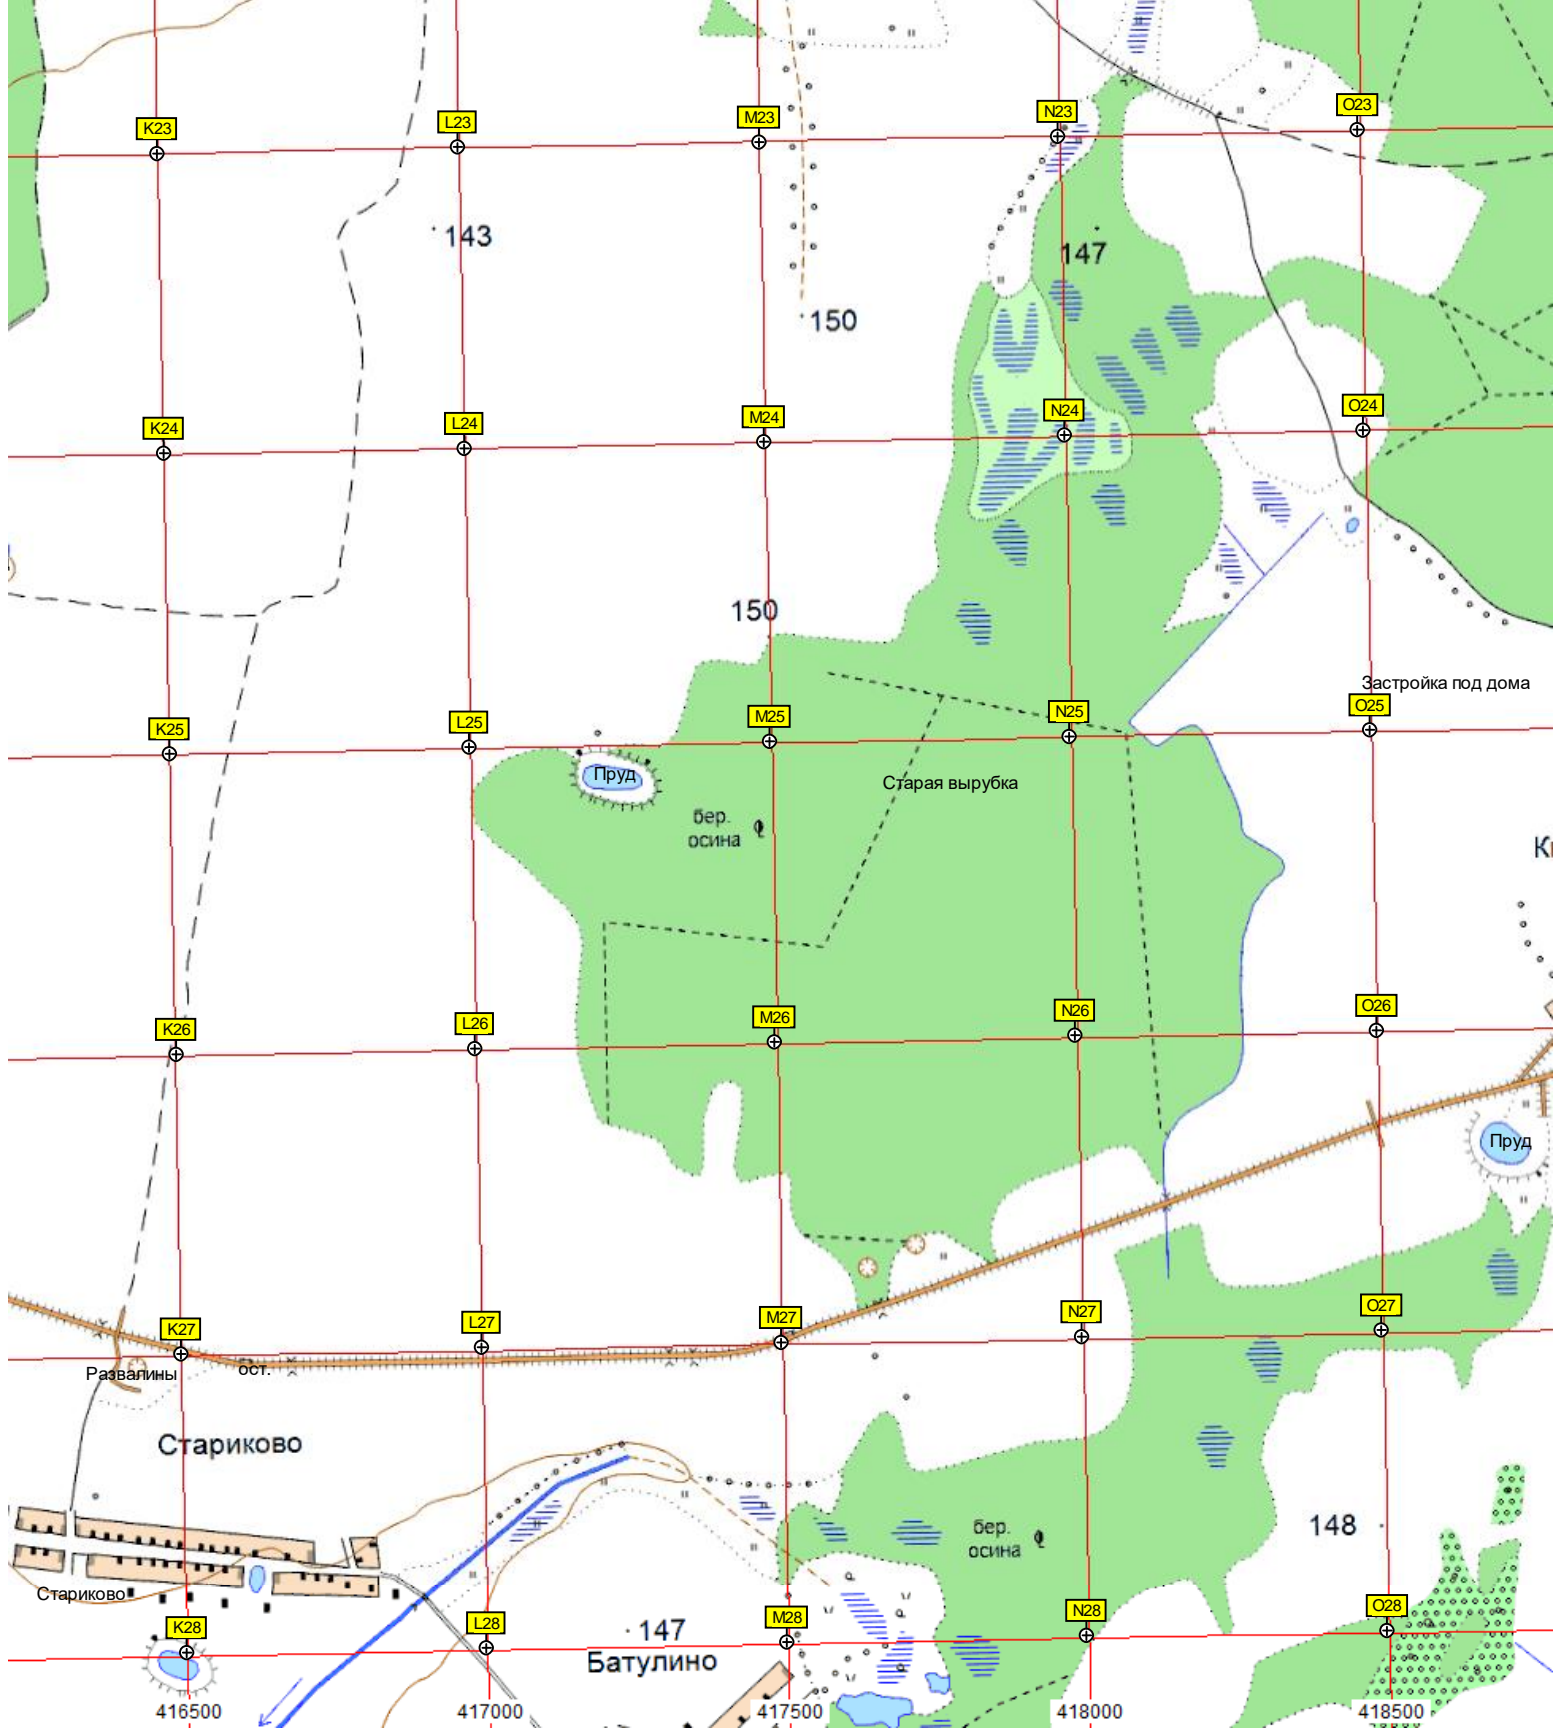 O23
N23
M23
L23
K23
143
147
150
O24
N24
M24
L24
K24
150
Застройка под дома
O25
N25
M25
L25
K25
Пруд
Старая вырубка
бер.
осина
O26
N26
M26
L26
K26
Пруд
O27
N27
M27
L27
K27
ост.
Развалины
Стариково
148
бер.
осина
Стариково
O28
N28
M28
L28
K28
147
Батулино
416500 417000 417500 418000 418500